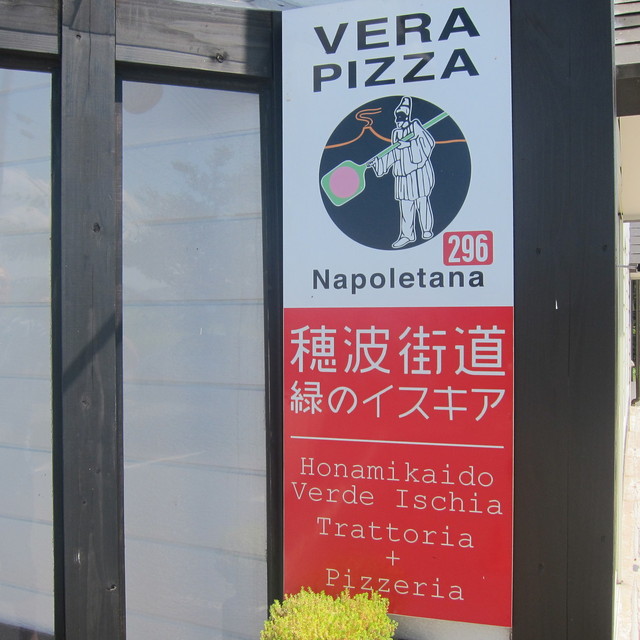 VERA
PIZZA
296
Napoletana
穂波街道
緑のイスキア
Honamikaido
Verde Ischia
Trattoria
+
Pizzeria